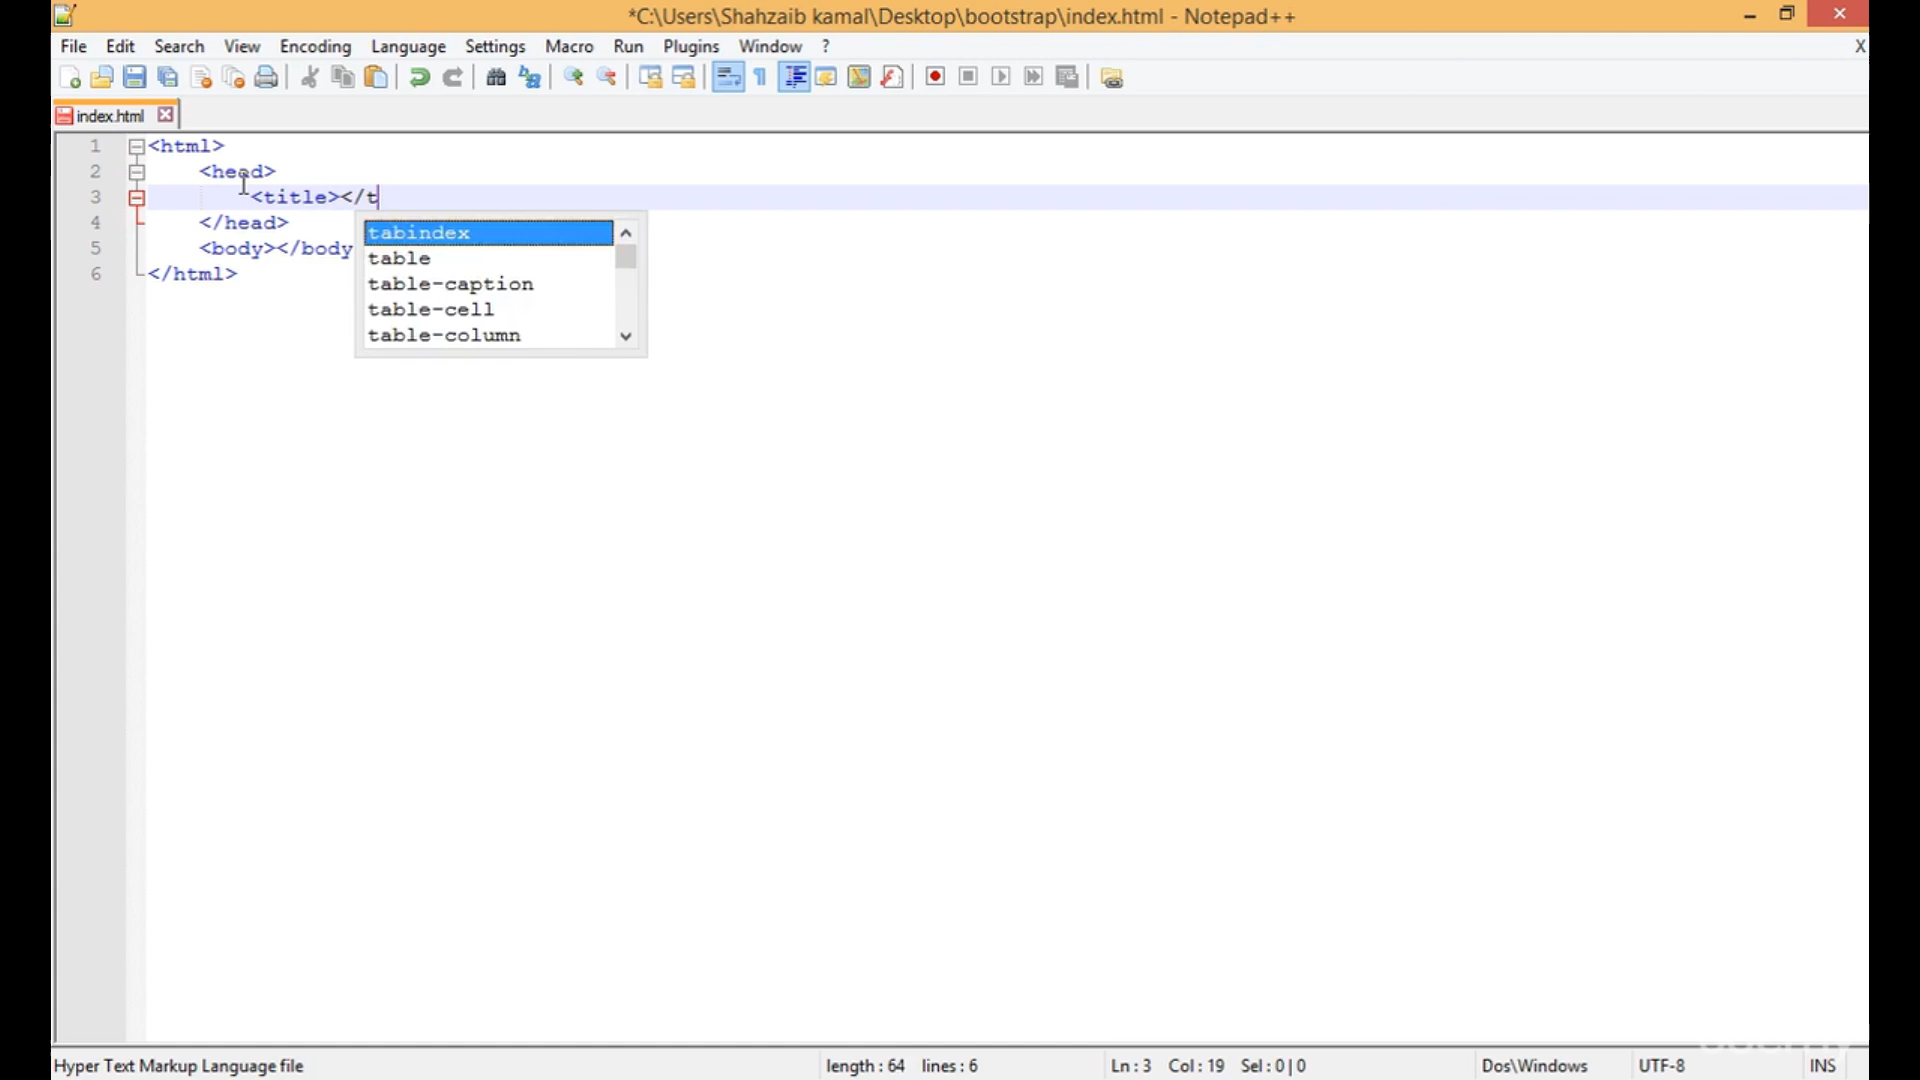 *C:\Users\Shahzaib kamal\Desktop\bootstrap\index.html - Notepad++
File Edit Search View Encoding Language Settings Macro Run Plugins Window ? X
index.html
1 <html>
2 <head>
3 <title></t
4 </head>
5 <body></body
6 </html>
tabindex
table
table-caption
table-cell
table-column
Hyper Text Markup Language file length : 64 lines : 6 Ln : 3 Col : 19 Sel : 0 | 0 Dos\Windows UTF-8 INS